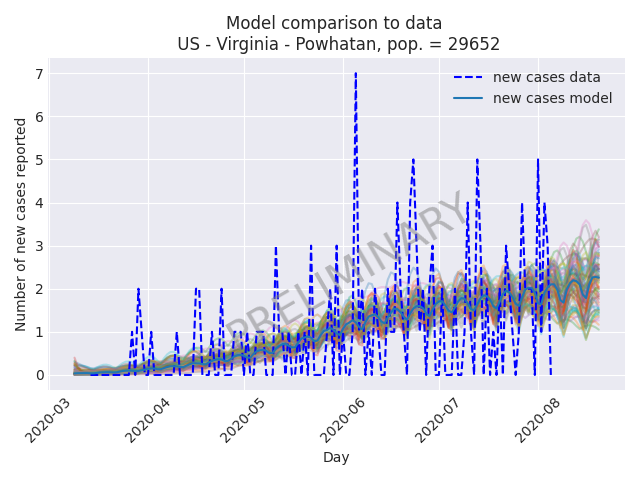 Model comparison to data
US - Virginia - Powhatan, pop. = 29652
new cases data
new cases model
PRELIMINARY
Number of new cases reported
7
6
5
4
3
2
1
0
2020-03
2020-04
2020-05
2020-06
2020-07
2020-08
Day